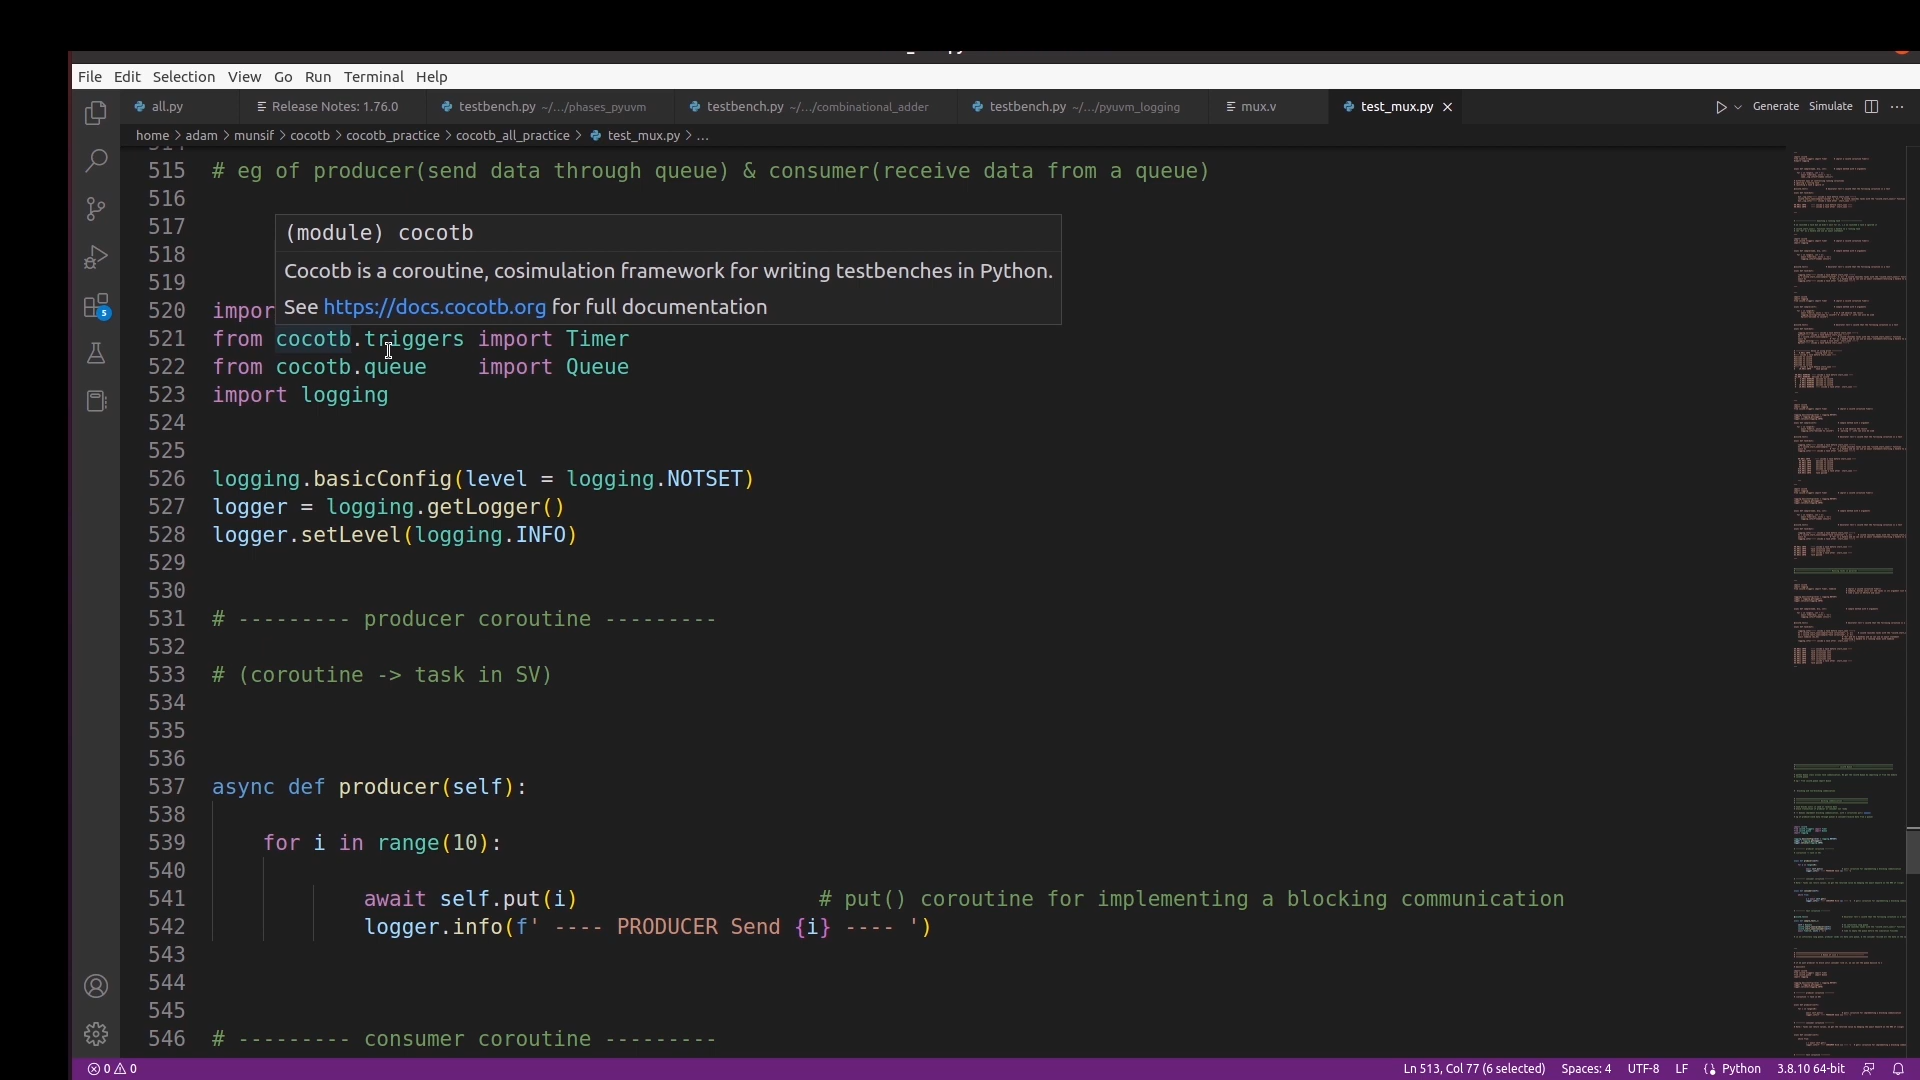 File Edit Selection View Go Run Terminal Help
all.py Release Notes: 1.76.0 testbench.py ~/.../phases_pyuvm testbench.py ~/.../combinational_adder testbench.py ~/.../pyuvm_logging mux.v test_mux.py Generate Simulate
home > adam > munsif > cocotb > cocotb_practice > cocotb_all_practice > test_mux.py > ...
515 # eg of producer(send data through queue) & consumer(receive data from a queue)
516
517
(module) cocotb
518
Cocotb is a coroutine, cosimulation framework for writing testbenches in Python.
519
See https://docs.cocotb.org for full documentation
520 impor
521 from cocotb.triggers import Timer
522 from cocotb.queue    import Queue
523 import logging
524
525
526 logging.basicConfig(level = logging.NOTSET)
527 logger = logging.getLogger()
528 logger.setLevel(logging.INFO)
529
530
531 # --------- producer coroutine ---------
532
533 # (coroutine -> task in SV)
534
535
536
537 async def producer(self):
538
539     for i in range(10):
540
541             await self.put(i)                   # put() coroutine for implementing a blocking communication
542             logger.info(f' ---- PRODUCER Send {i} ---- ')
543
544
545
546 # --------- consumer coroutine ---------
5
0 0 Ln 513, Col 77 (6 selected) Spaces: 4 UTF-8 LF Python 3.8.10 64-bit